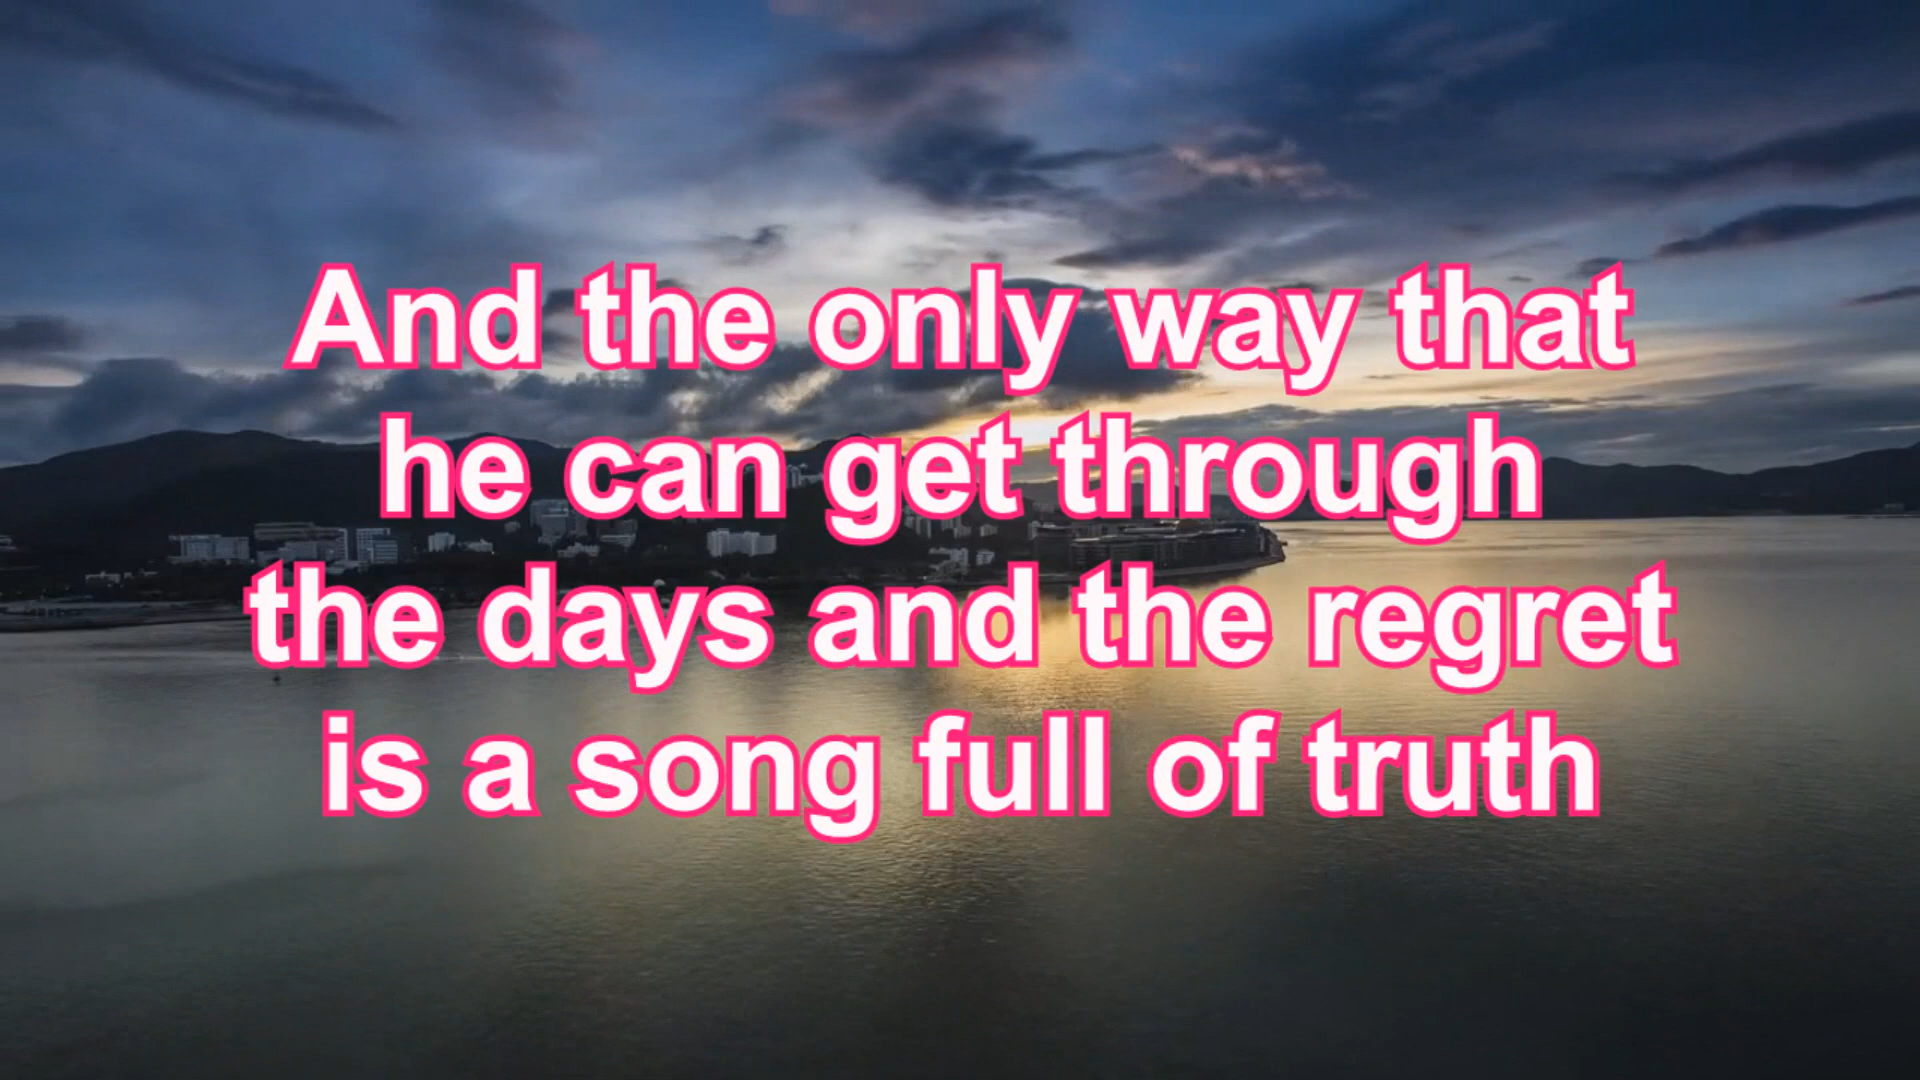 And the only way that
he can get through
the days and the regret
is a song full of truth